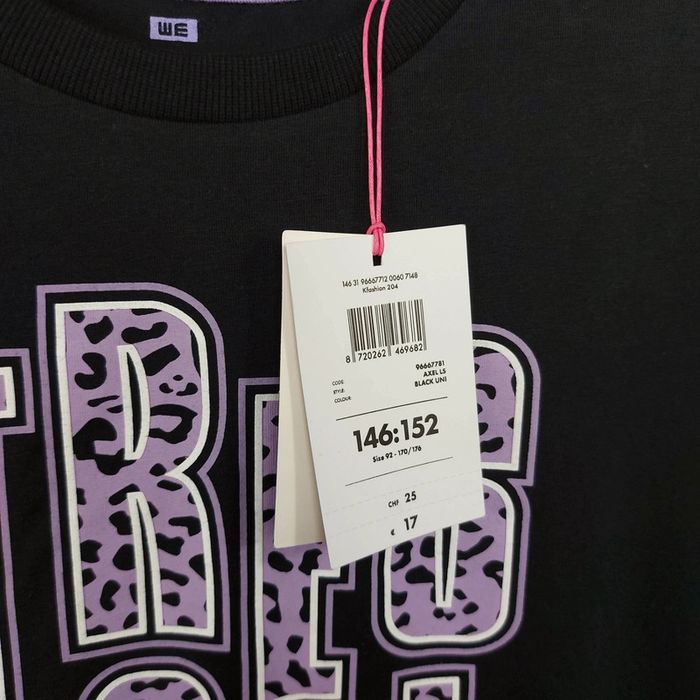 WE
146 31 96667712 0060 7148
Kfashion 204
8 720262 469682
CODE: 96667781
STYLE: AXEL LS
COLOUR: BLACK UNI
146:152
Size 92 - 170/176
CHF 25
€ 17